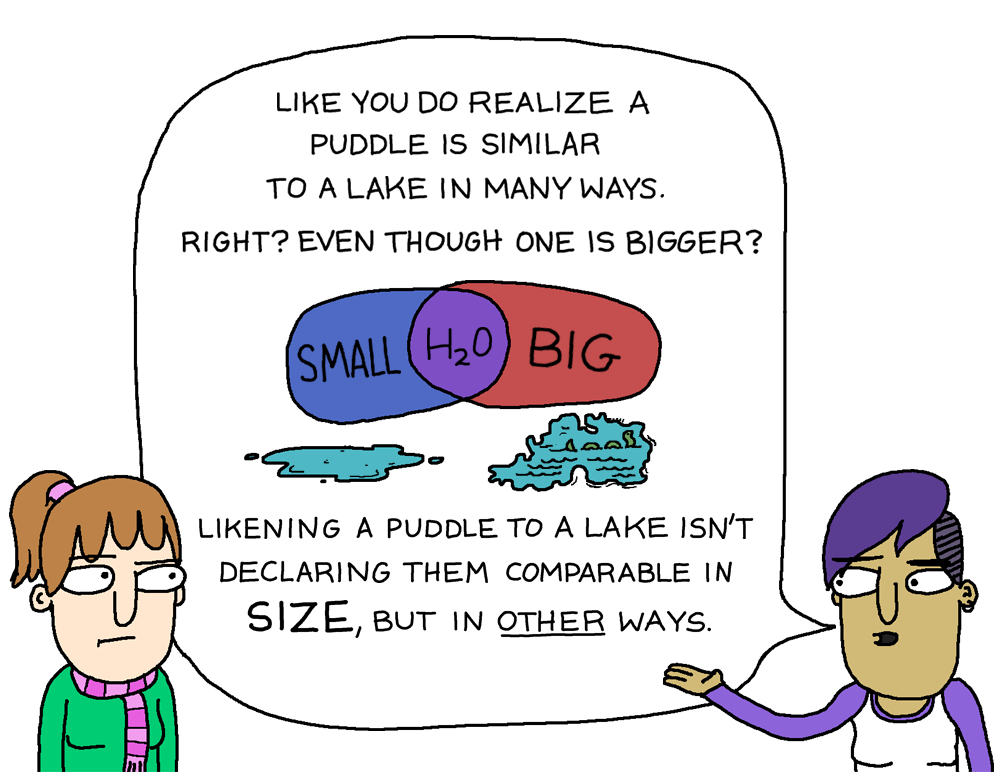 LIKE YOU DO REALIZE A
PUDDLE IS SIMILAR
TO A LAKE IN MANY WAYS.
RIGHT? EVEN THOUGH ONE IS BIGGER?
SMALL H₂O BIG
LIKENING A PUDDLE TO A LAKE ISN'T
DECLARING THEM COMPARABLE IN
SIZE, BUT IN OTHER WAYS.